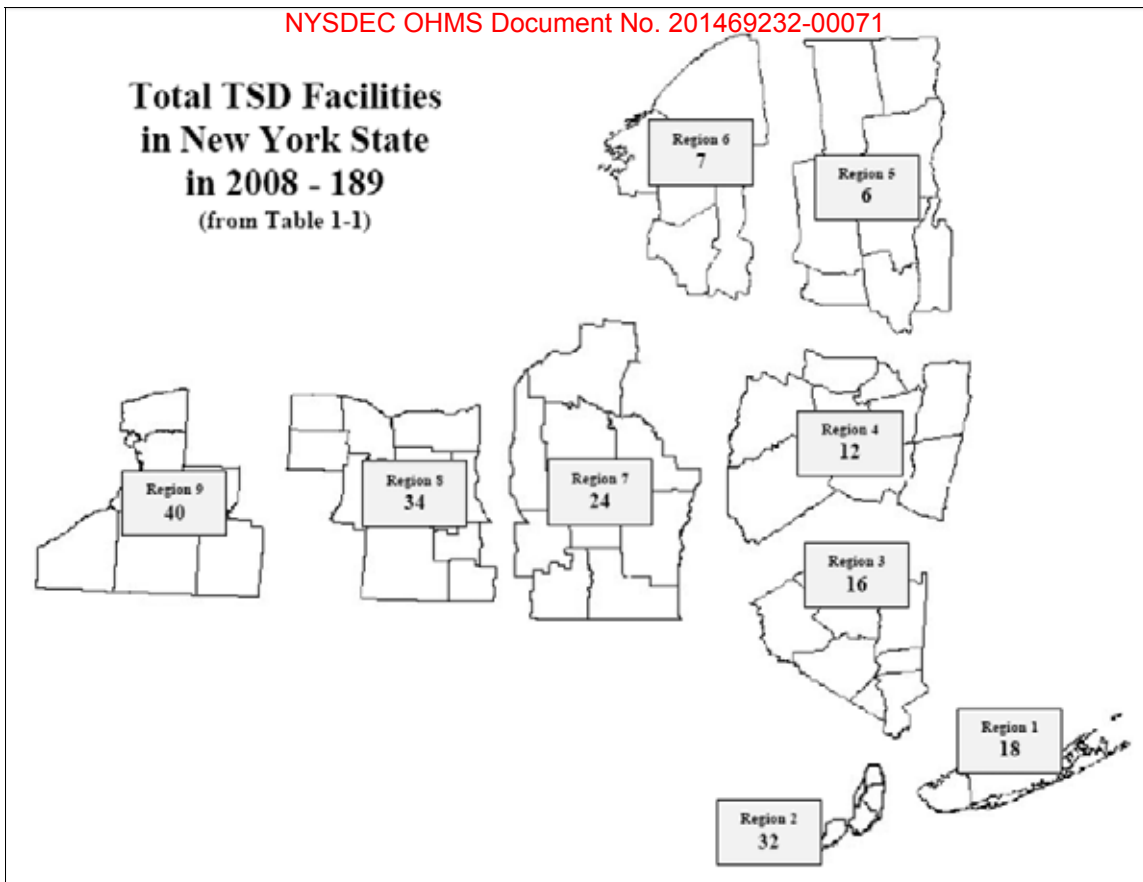 NYSDEC OHMS Document No. 201469232-00071
Total TSD Facilities
in New York State
in 2008 - 189
(from Table 1-1)
Region 6
7
Region 5
6
Region 9
40
Region 8
34
Region 7
24
Region 4
12
Region 3
16
Region 1
18
Region 2
32